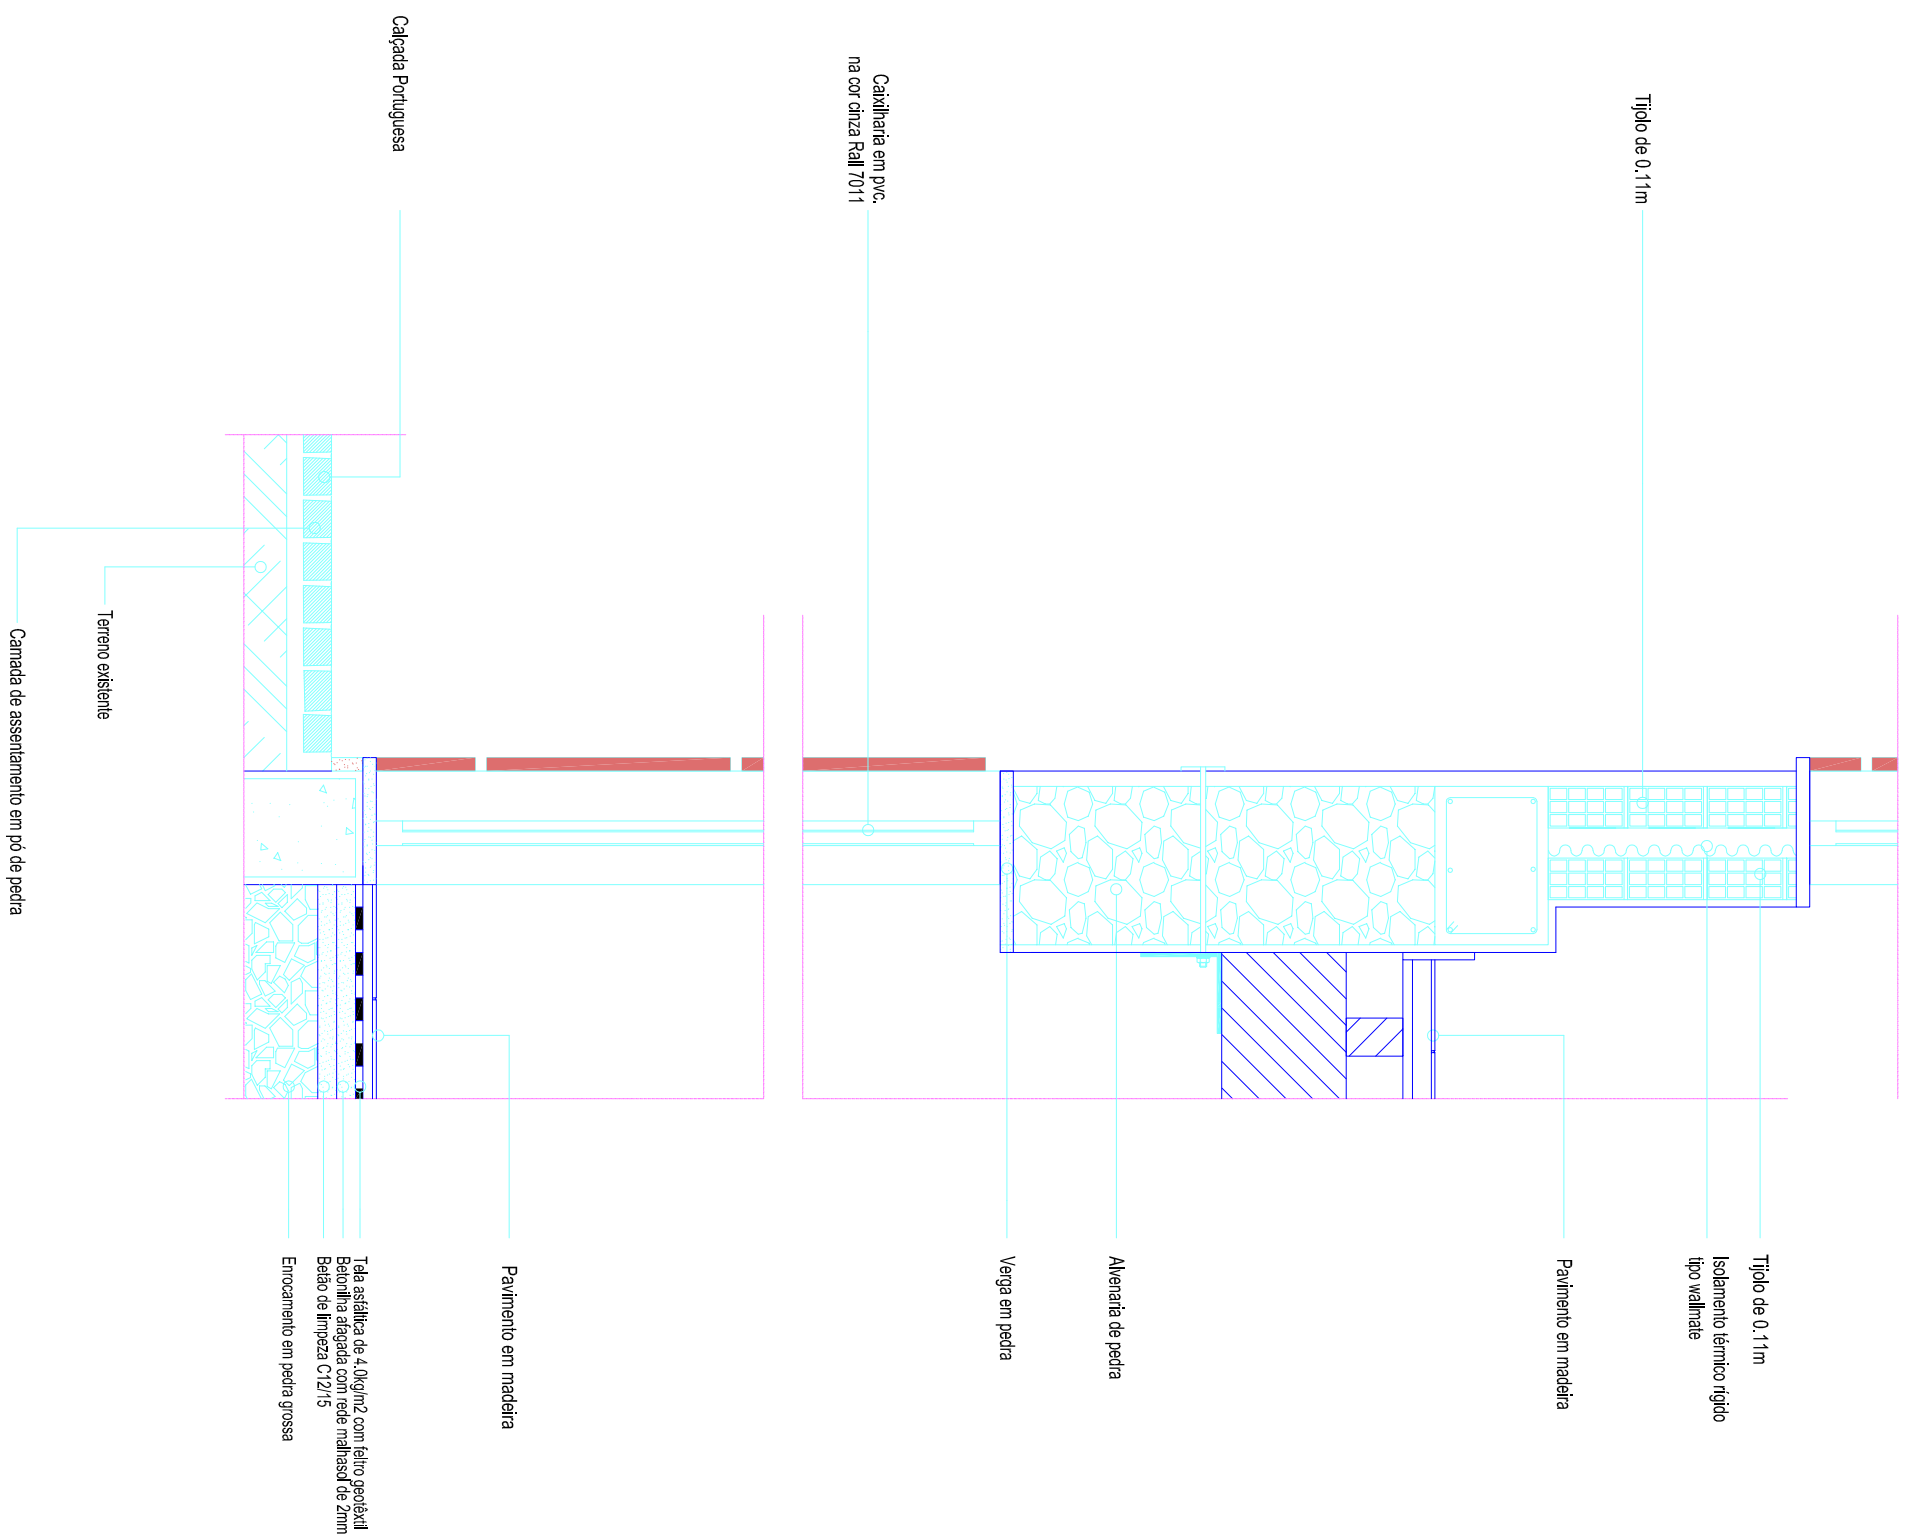 Tijolo de 0.11m
Caixilharia em pvc.
na cor cinza Rall 7011
Calçada Portuguesa
Tijolo de 0.11m
Isolamento térmico rígido
tipo wallmate
Pavimento em madeira
Alvenaria de pedra
Verga em pedra
Pavimento em madeira
Tela asfáltica de 4.0kg/m2 com feltro geotêxtil
Betonilha afagada com rede malhasol de 2mm
Betão de limpeza C12/15
Enrocamento em pedra grossa
Terreno existente
Camada de assentamento em pó de pedra